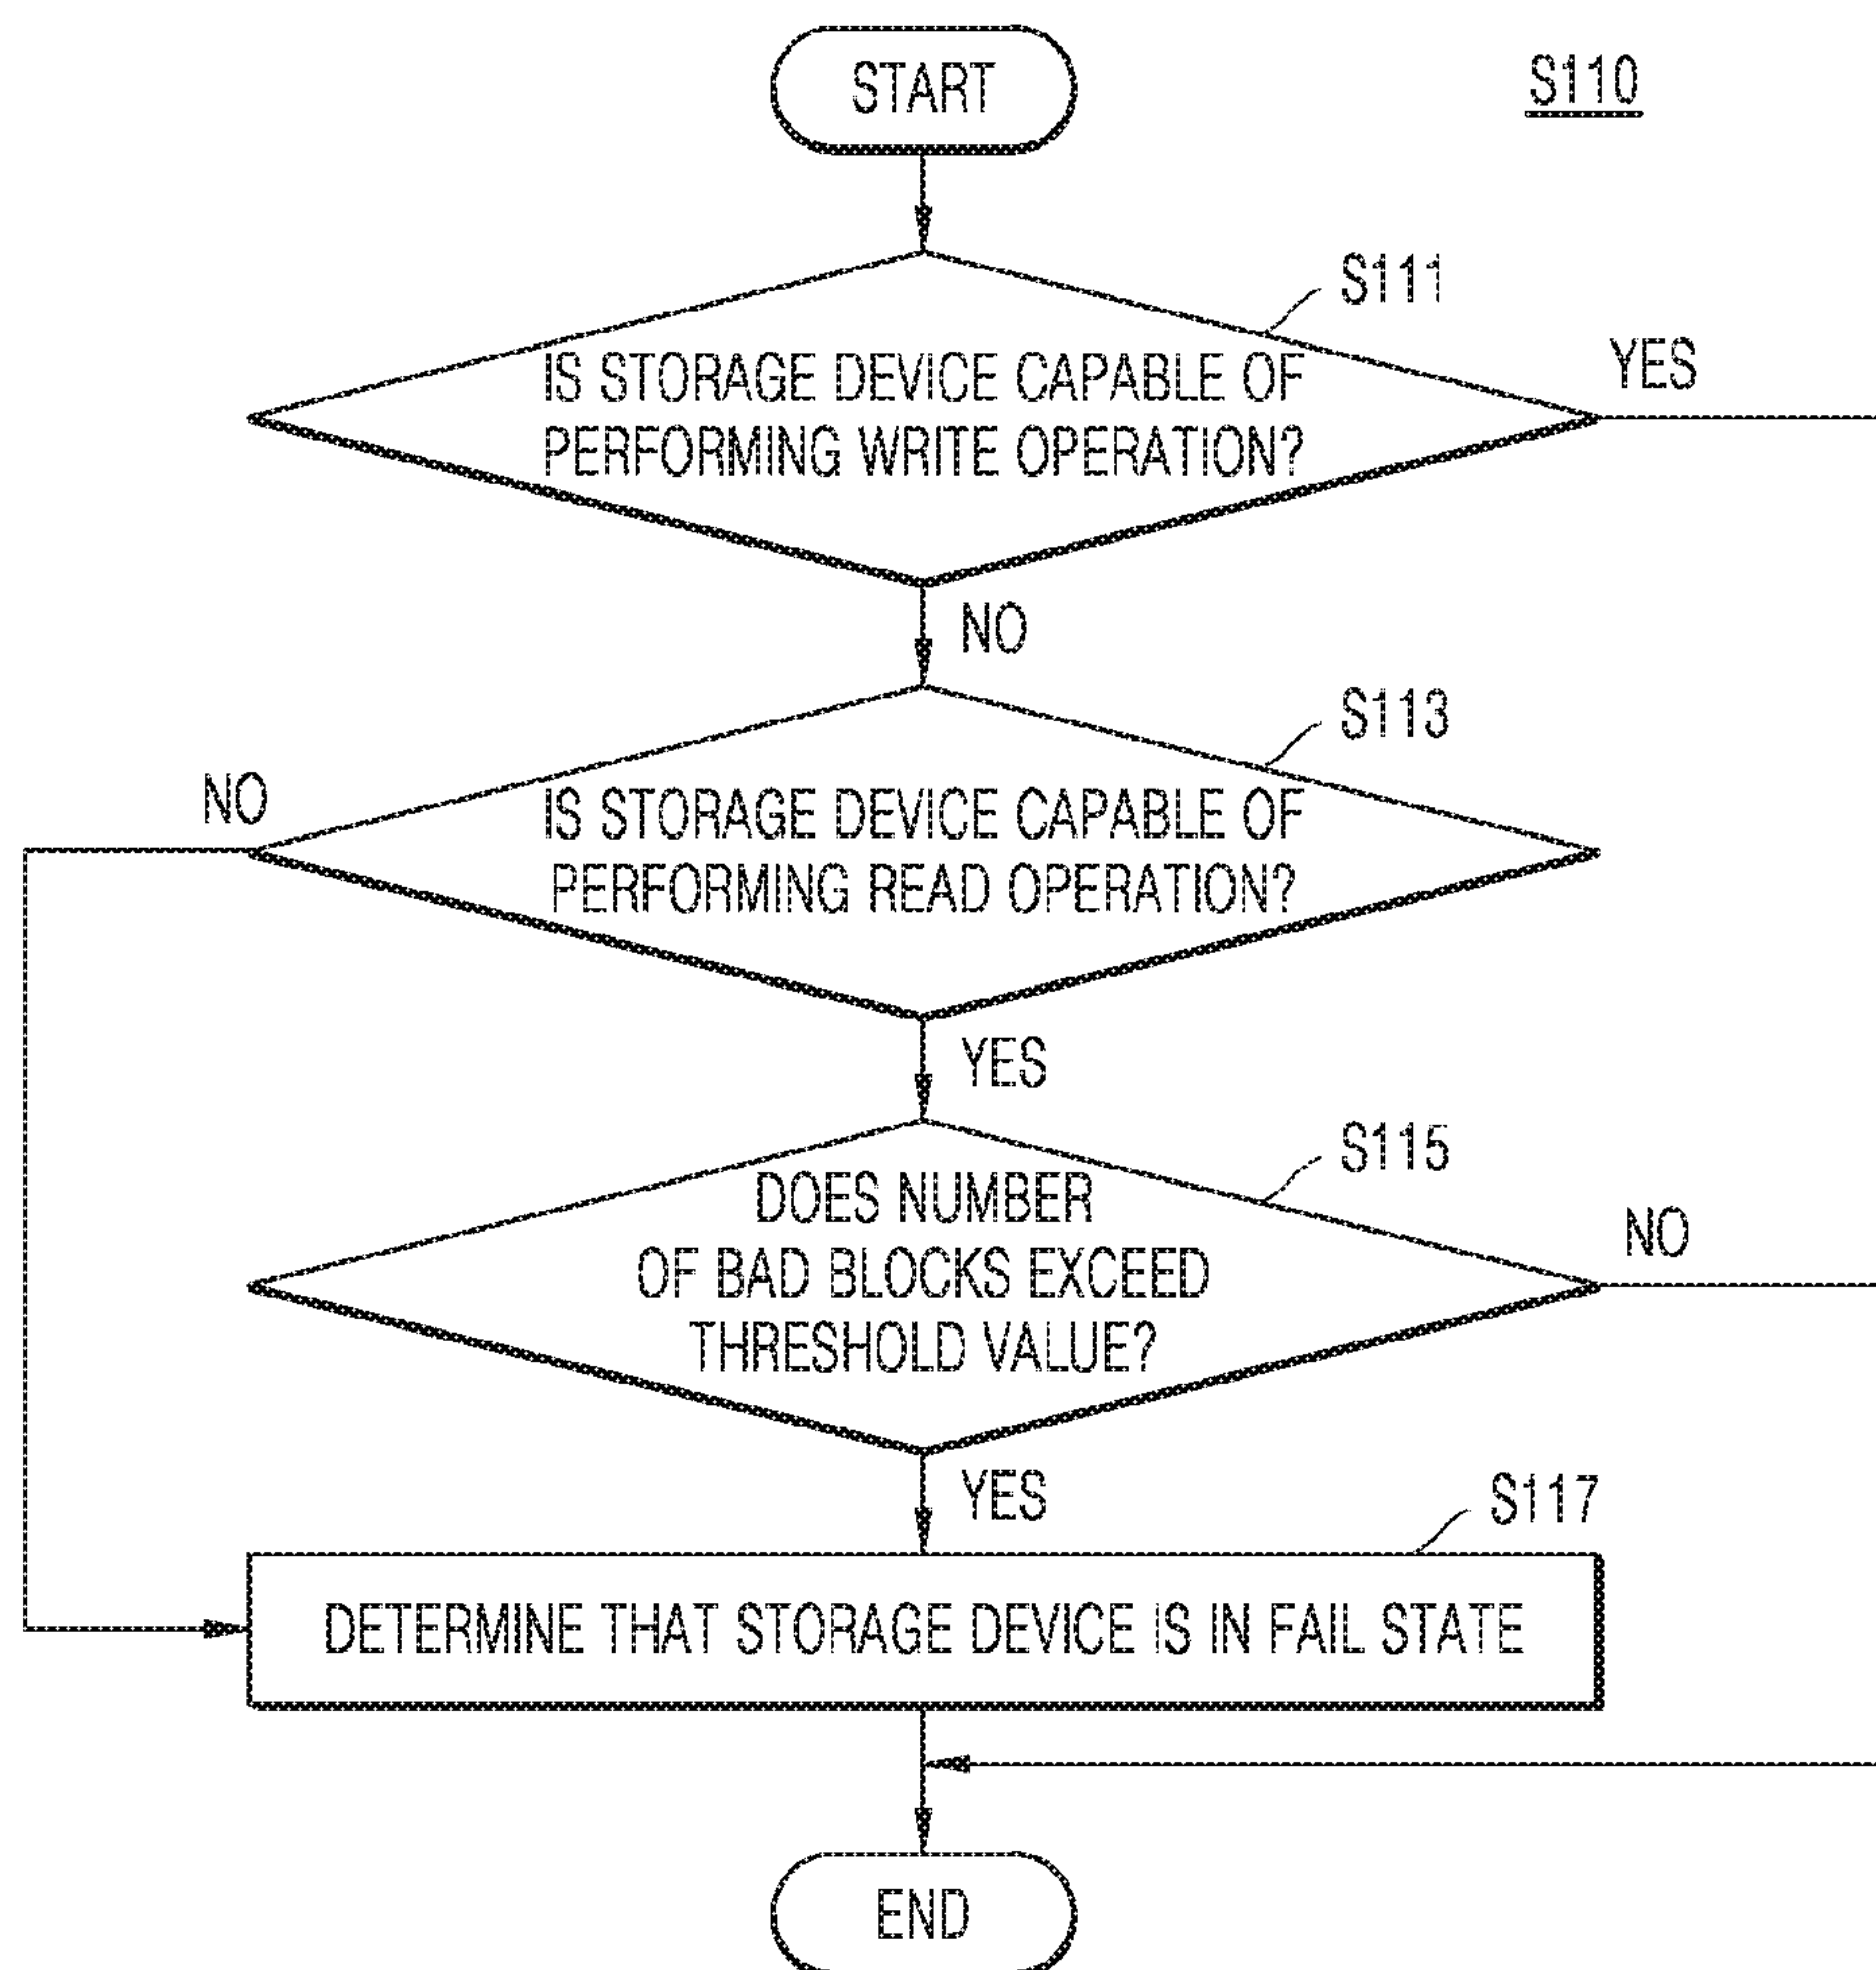 START
S110
S111
IS STORAGE DEVICE CAPABLE OF
PERFORMING WRITE OPERATION?
YES
NO
S113
NO
IS STORAGE DEVICE CAPABLE OF
PERFORMING READ OPERATION?
YES
S115
DOES NUMBER
OF BAD BLOCKS EXCEED
THRESHOLD VALUE?
NO
YES
S117
DETERMINE THAT STORAGE DEVICE IS IN FAIL STATE
END